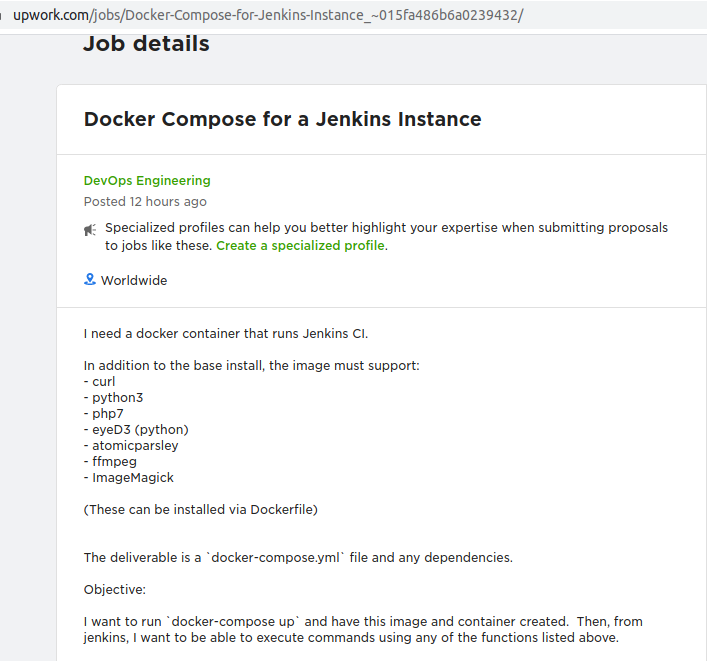 upwork.com/jobs/Docker-Compose-for-Jenkins-Instance_~015fa486b6a0239432/
Job details
Docker Compose for a Jenkins Instance
DevOps Engineering
Posted 12 hours ago
Specialized profiles can help you better highlight your expertise when submitting proposals
to jobs like these. Create a specialized profile.
Worldwide
I need a docker container that runs Jenkins CI.
In addition to the base install, the image must support:
- curl
- python3
- php7
- eyeD3 (python)
- atomicparsley
- ffmpeg
- ImageMagick
(These can be installed via Dockerfile)
The deliverable is a `docker-compose.yml` file and any dependencies.
Objective:
I want to run `docker-compose up` and have this image and container created. Then, from
jenkins, I want to be able to execute commands using any of the functions listed above.